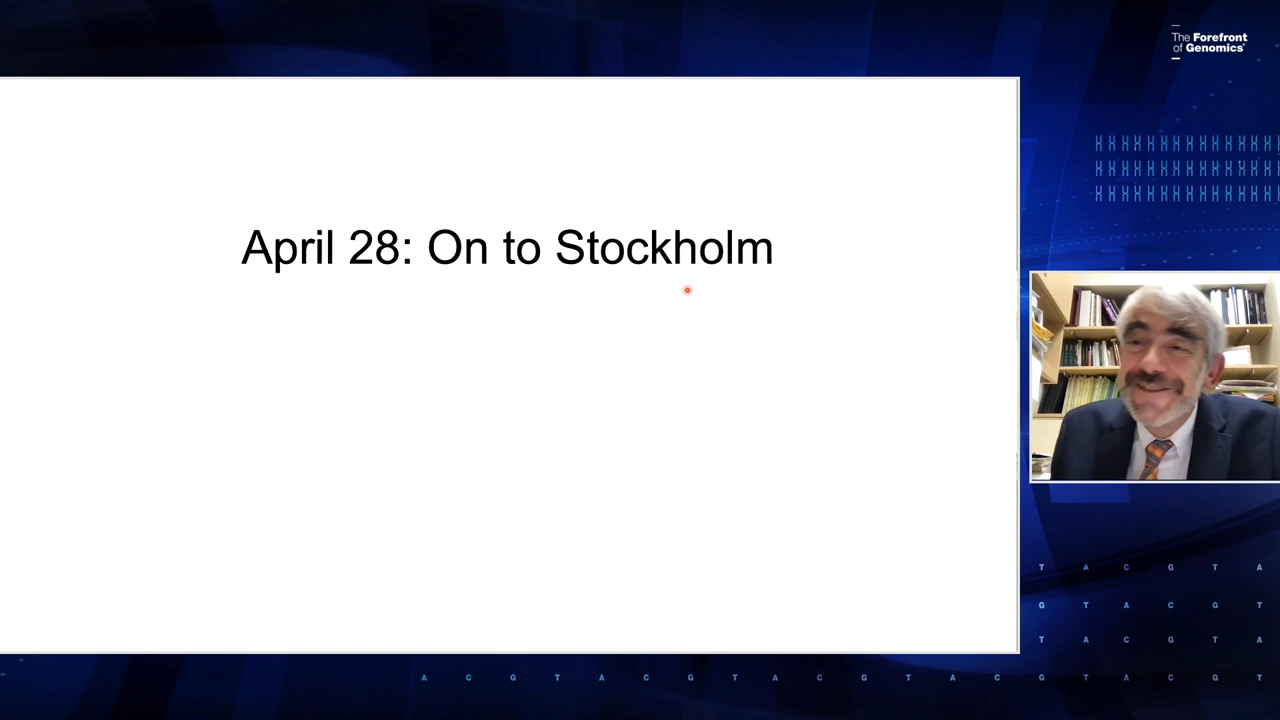 The Forefront
of Genomics
April 28: On to Stockholm
T A C G T A
G T A C G T
T A C G T A
A C G T A C G T A C G T A C G T A C G T